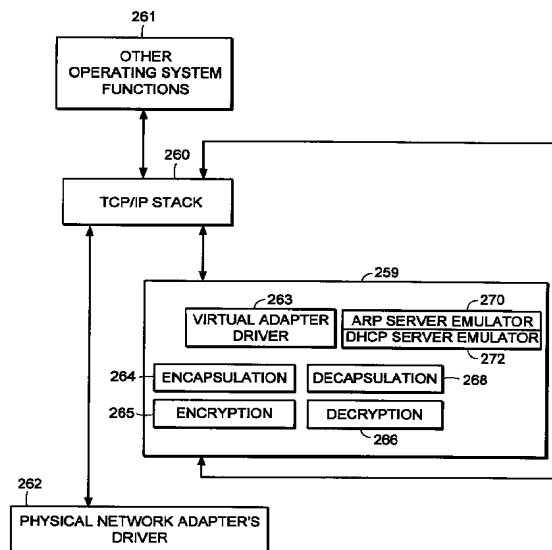 261
OTHER
OPERATING SYSTEM
FUNCTIONS
260
TCP/IP STACK
259
263
VIRTUAL ADAPTER
DRIVER
270
ARP SERVER EMULATOR
DHCP SERVER EMULATOR
272
264
ENCAPSULATION
DECAPSULATION
268
265
ENCRYPTION
DECRYPTION
266
262
PHYSICAL NETWORK ADAPTER'S
DRIVER